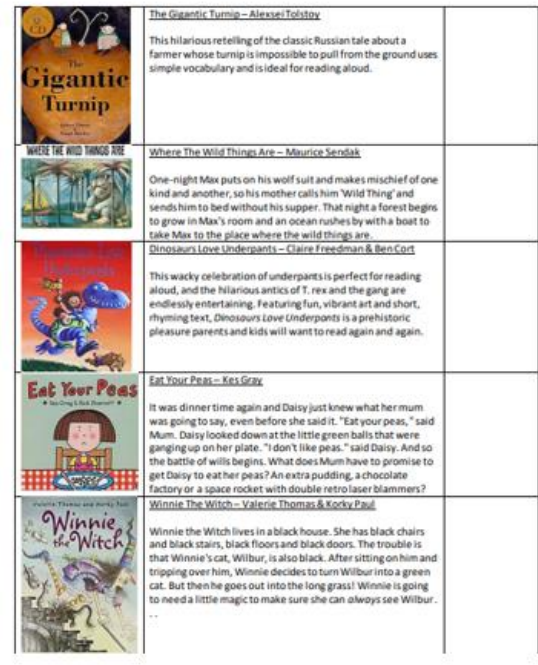 CD
The
Gigantic
Turnip
The Gigantic Turnip – Alexsei Tolstoy
This hilarious retelling of the classic Russian tale about a
farmer whose turnip is impossible to pull from the ground uses
simple vocabulary and is ideal for reading aloud.
WHERE THE WILD THINGS ARE
Where The Wild Things Are – Maurice Sendak
One-night Max puts on his wolf suit and makes mischief of one
kind and another, so his mother calls him 'Wild Thing' and
sends him to bed without his supper. That night a forest begins
to grow in Max's room and an ocean rushes by with a boat to
take Max to the place where the wild things are.
Dinosaurs Love
Underpants
Dinosaurs Love Underpants – Claire Freedman & Ben Cort
This wacky celebration of underpants is perfect for reading
aloud, and the hilarious antics of T. rex and the gang are
endlessly entertaining. Featuring fun, vibrant art and short,
rhyming text, Dinosaurs Love Underpants is a prehistoric
pleasure parents and kids will want to read again and again.
Eat Your Peas
Kes Gray & Nick Sharratt
Eat Your Peas – Kes Gray
It was dinner time again and Daisy just knew what her mum
was going to say, even before she said it. "Eat your peas," said
Mum. Daisy looked down at the little green balls that were
ganging up on her plate. "I don't like peas." said Daisy. And so
the battle of wills begins. What does Mum have to promise to
get Daisy to eat her peas? An extra pudding, a chocolate
factory or a space rocket with double retro laser blammers?
Valerie Thomas and Korky Paul
Winnie
the Witch
Winnie The Witch – Valerie Thomas & Korky Paul
Winnie the Witch lives in a black house. She has black chairs
and black stairs, black floors and black doors. The trouble is
that Winnie's cat, Wilbur, is also black. After sitting on him and
tripping over him, Winnie decides to turn Wilbur into a green
cat. But then he goes out into the long grass! Winnie is going
to need a little magic to make sure she can always see Wilbur.
. .